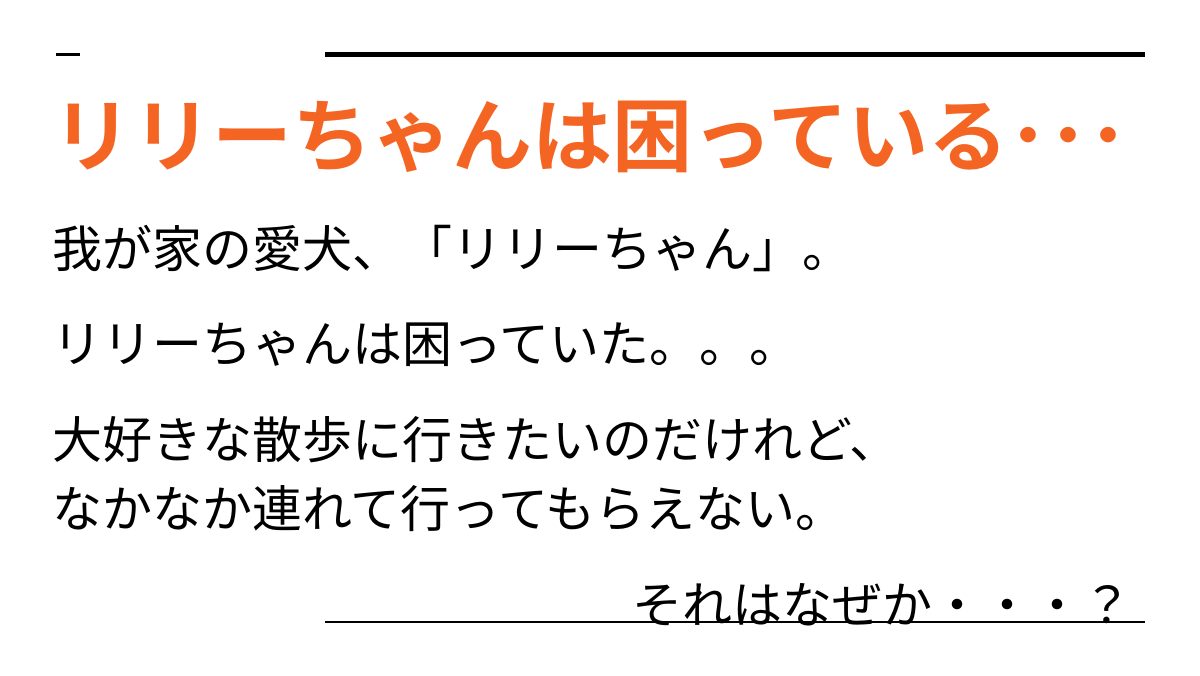 リリーちゃんは困っている･･･
我が家の愛犬、「リリーちゃん」。
リリーちゃんは困っていた。。。
大好きな散歩に行きたいのだけれど、
なかなか連れて行ってもらえない。
それはなぜか・・・？